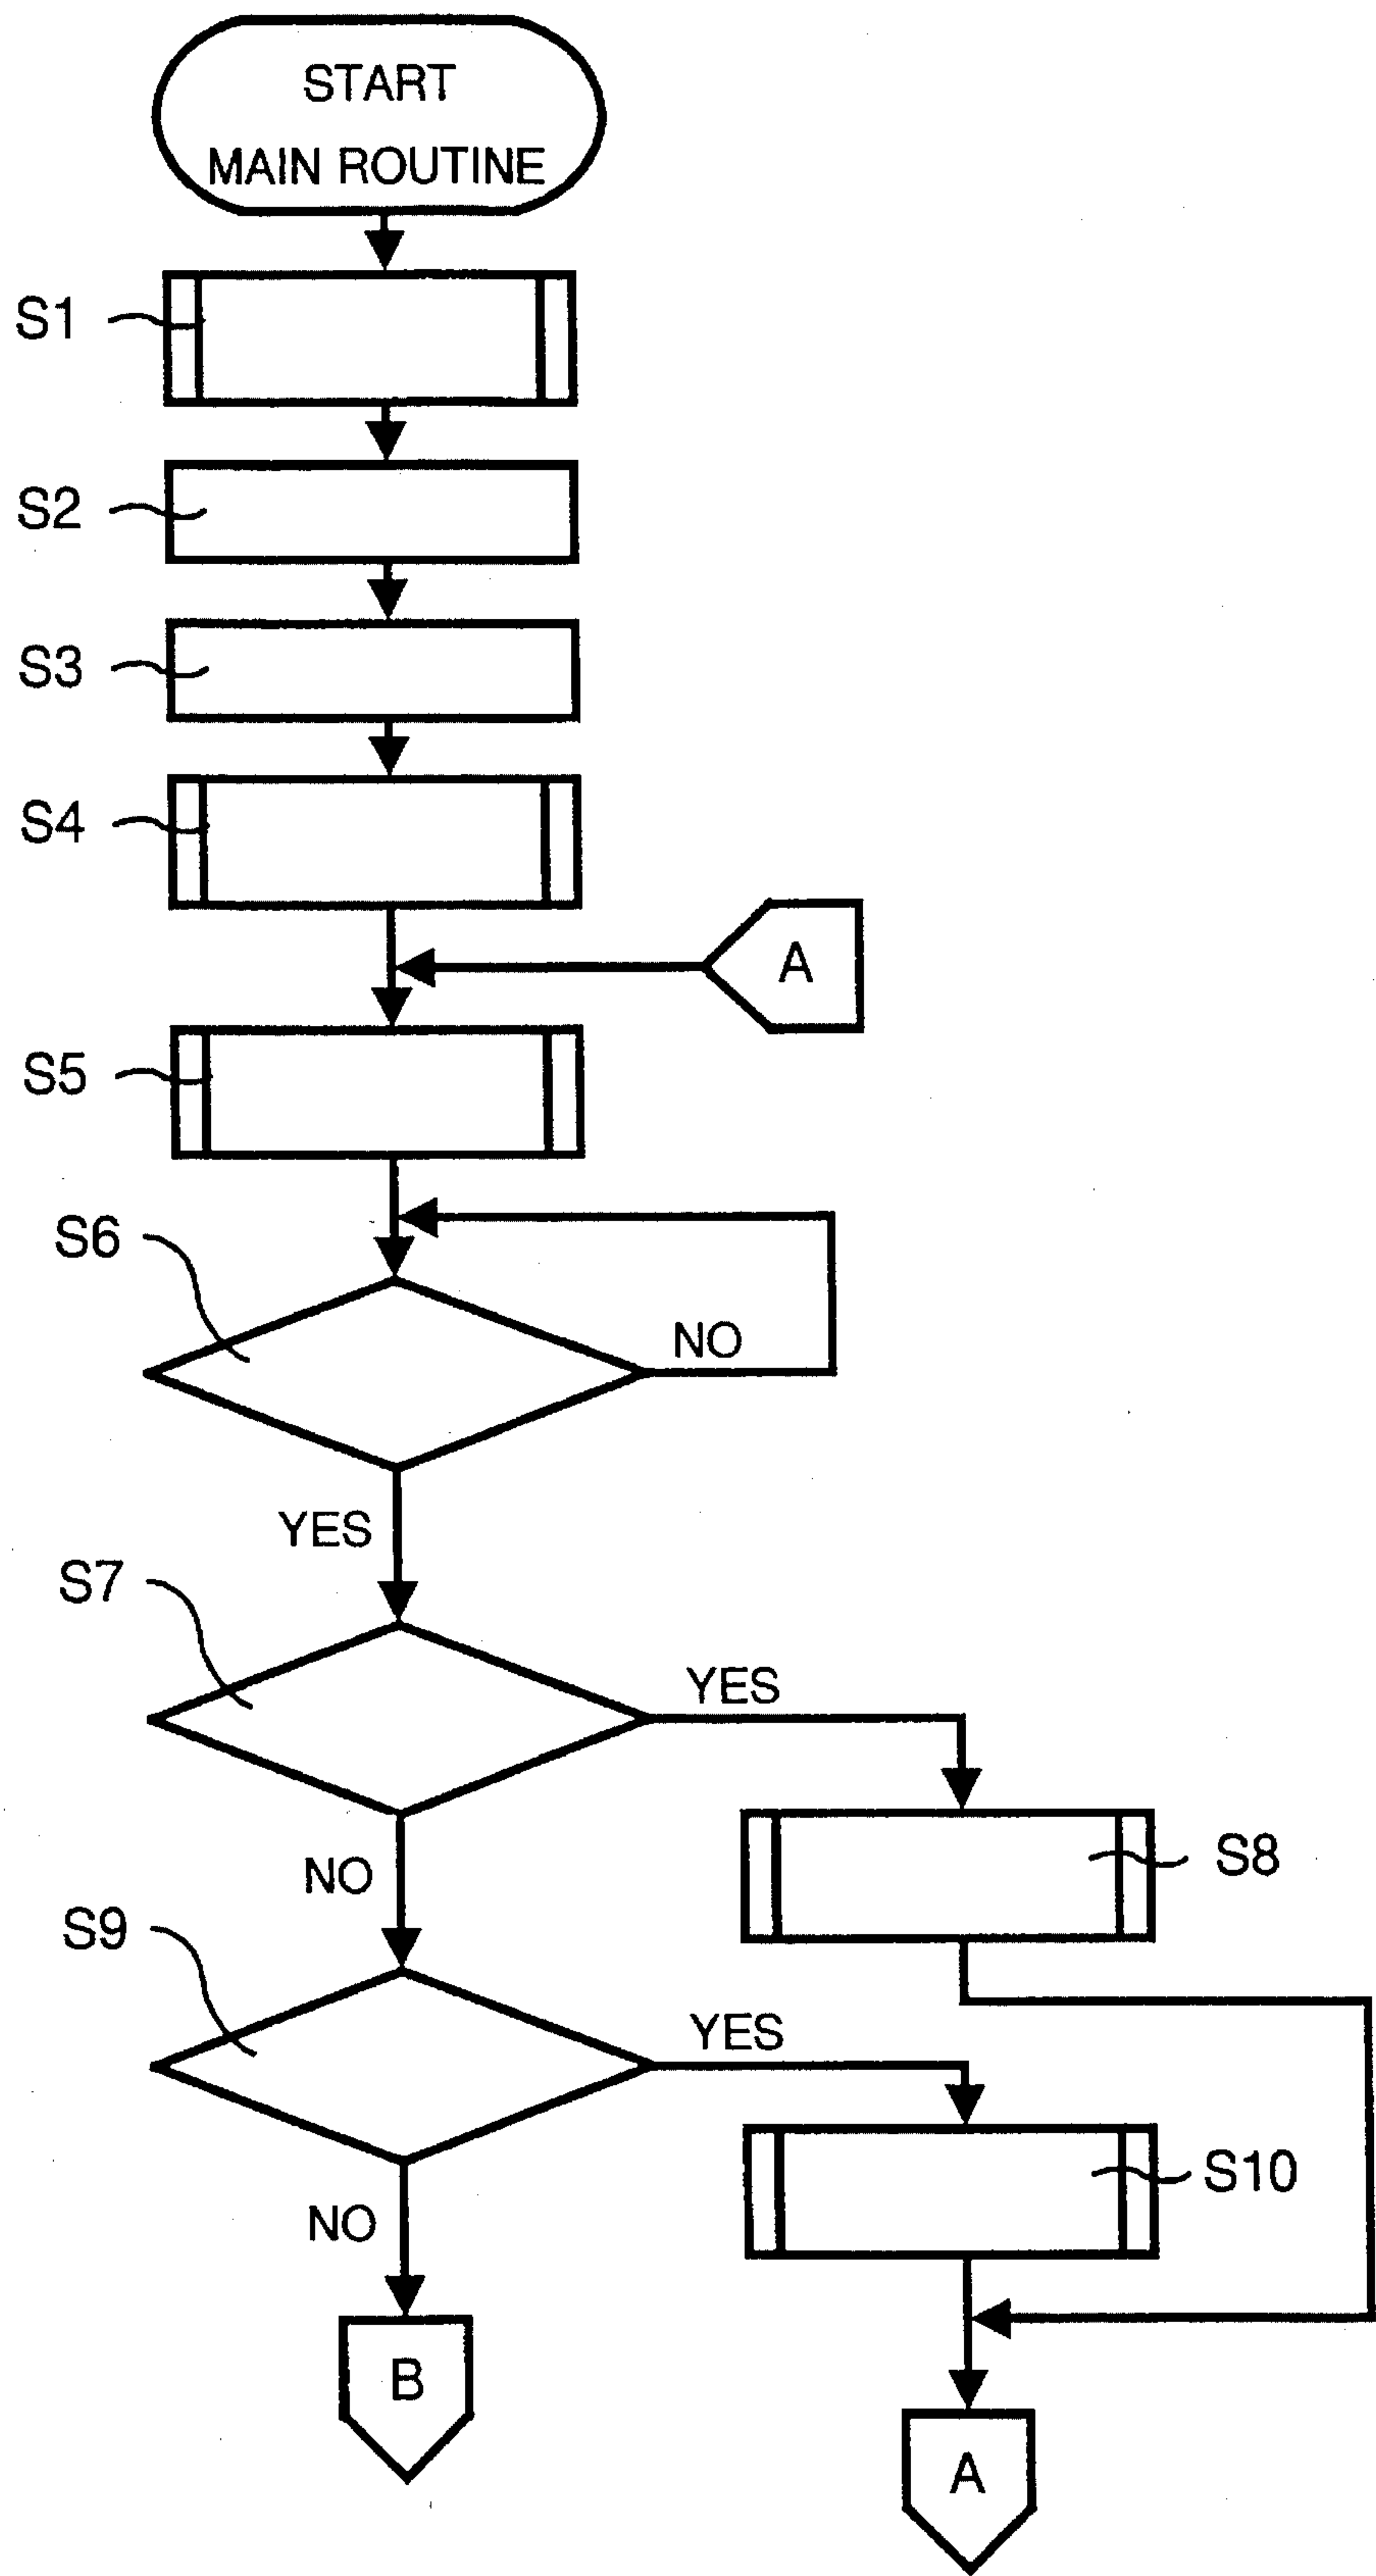 START
MAIN ROUTINE
S1
S2
S3
S4
A
S5
S6
NO
YES
S7
YES
NO
S8
S9
YES
S10
NO
B
A